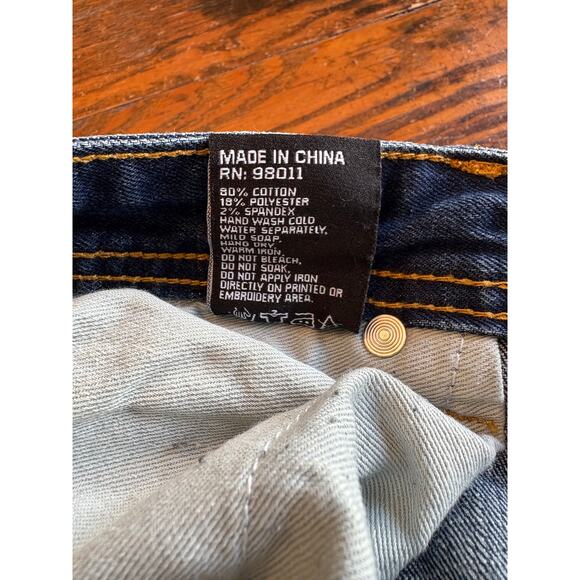 MADE IN CHINA
RN: 98011
80% COTTON
18% POLYESTER
2% SPANDEX
HAND WASH COLD
WATER SEPARATELY,
MILD SOAP,
HANG DRY,
WARM IRON,
DO NOT BLEACH,
DO NOT SOAK,
DO NOT APPLY IRON
DIRECTLY ON PRINTED OR
EMBROIDERY AREA.